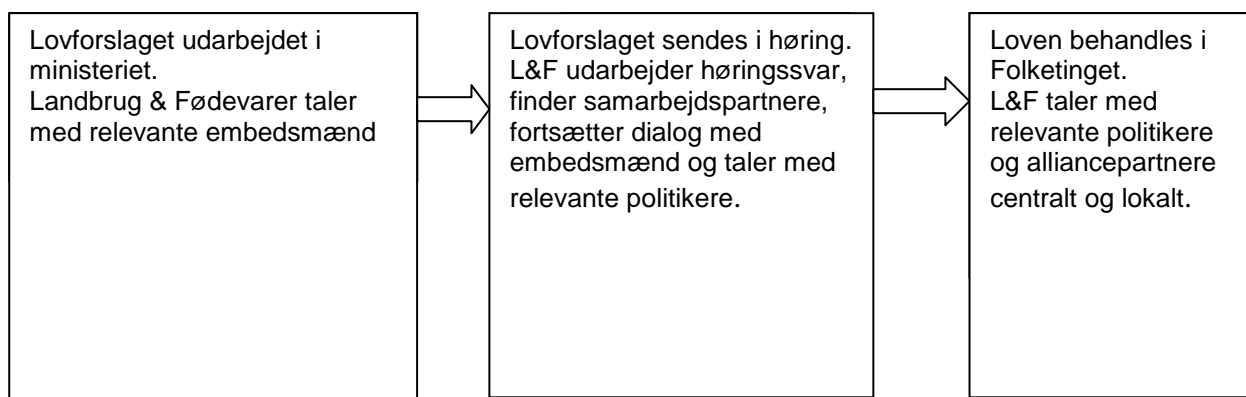 Lovforslaget udarbejdet i
ministeriet.
Landbrug & Fødevarer taler
med relevante embedsmænd
Lovforslaget sendes i høring.
L&F udarbejder høringssvar,
finder samarbejdspartnere,
fortsætter dialog med
embedsmænd og taler med
relevante politikere.
Loven behandles i
Folketinget.
L&F taler med
relevante politikere
og alliancepartnere
centralt og lokalt.